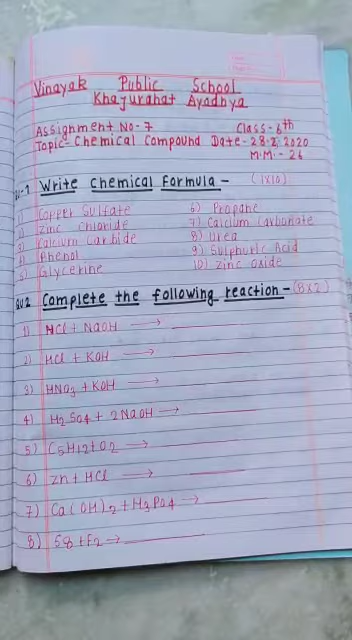 Vinayak Public School
Khajurahat Ayodhya
Assignment No-7 Class-6th
Topic- Chemical Compound Date-28.8.2020
M.M.-26
Qu-1 Write Chemical Formula- (1x10)
1) Copper Sulfate 6) Propane
2) Zinc Chloride 7) Calcium Carbonate
3) Calcium Carbide 8) Urea
4) Phenol 9) Sulphuric Acid
5) Glycerine 10) Zinc oxide
Qu.2 Complete the following reaction-(8x2)
1) HCl + NaOH →
2) HCl + KOH →
3) HNO3 + KOH →
4) H2SO4 + 2NaOH →
5) C5H12+O2 →
6) Zn + HCl →
7) Ca(OH)2 + H3PO4 →
8) S8+F2→